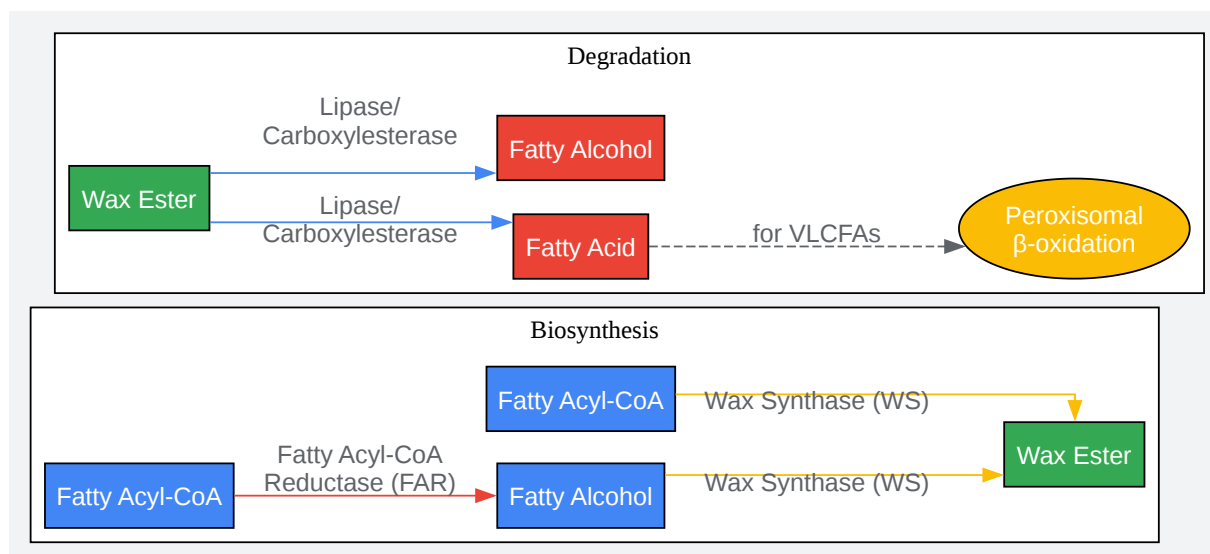 Degradation
Lipase/
Carboxylesterase
Fatty Alcohol
Wax Ester
Lipase/
Carboxylesterase
Fatty Acid
for VLCFAs
Peroxisomal
β-oxidation
Biosynthesis
Fatty Acyl-CoA
Wax Synthase (WS)
Fatty Acyl-CoA
Reductase (FAR)
Fatty Acyl-CoA
Fatty Alcohol
Wax Synthase (WS)
Wax Ester